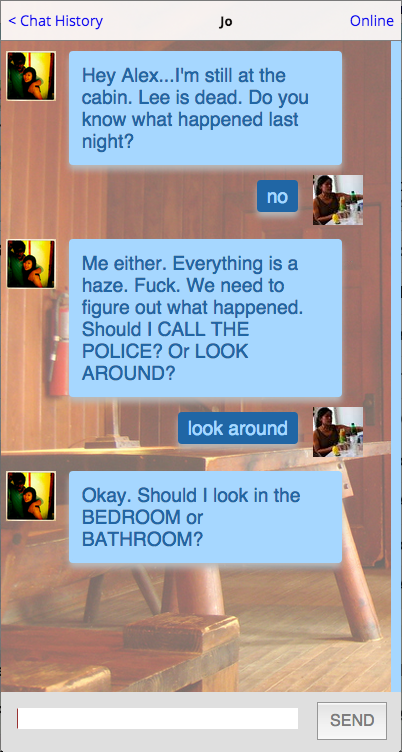 < Chat History Jo Online
Hey Alex...I'm still at the
cabin. Lee is dead. Do you
know what happened last
night?
no
Me either. Everything is a
haze. Fuck. We need to
figure out what happened.
Should I CALL THE
POLICE? Or LOOK
AROUND?
look around
Okay. Should I look in the
BEDROOM or
BATHROOM?
SEND